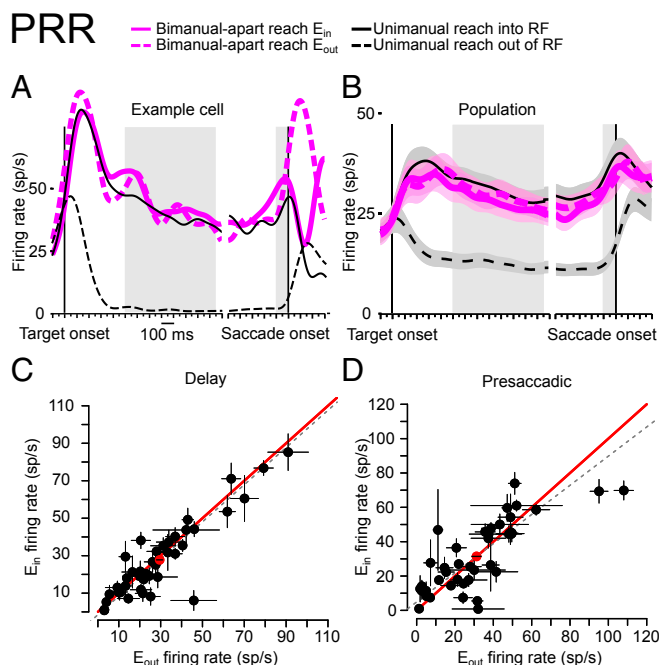 PRR
Bimanual-apart reach E_in
Bimanual-apart reach E_out
Unimanual reach into RF
Unimanual reach out of RF
A
Example cell
Firing rate (sp/s)
50
25
0
Target onset
100 ms
Saccade onset
B
Population
Firing rate (sp/s)
50
25
0
Target onset
Saccade onset
C
Delay
E_in firing rate (sp/s)
110
90
70
50
30
10
10
30
50
70
90
110
E_out firing rate (sp/s)
D
Presaccadic
E_in firing rate (sp/s)
120
100
80
60
40
20
0
0
20
40
60
80
100
120
E_out firing rate (sp/s)